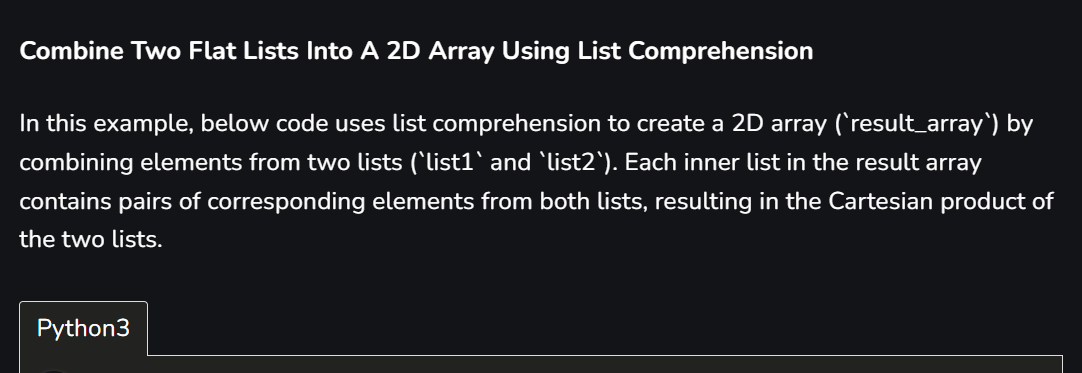 Combine Two Flat Lists Into A 2D Array Using List Comprehension
In this example, below code uses list comprehension to create a 2D array (`result_array`) by
combining elements from two lists (`list1` and `list2`). Each inner list in the result array
contains pairs of corresponding elements from both lists, resulting in the Cartesian product of
the two lists.
Python3